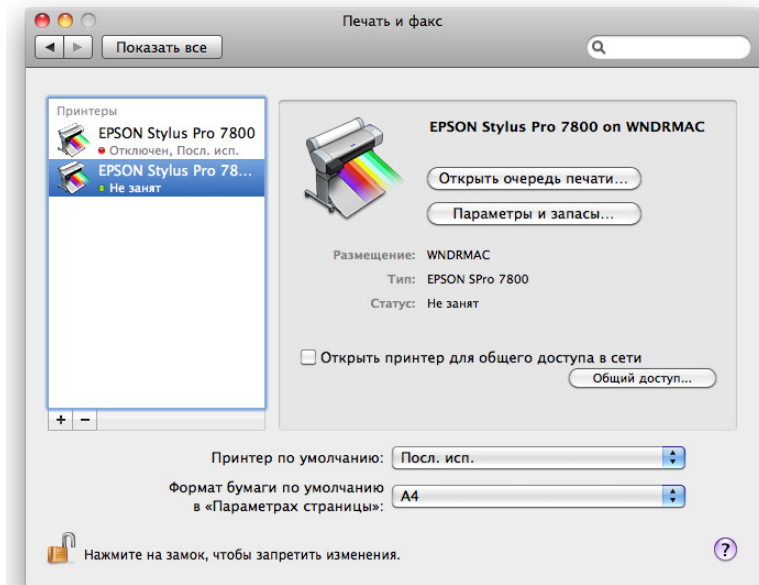 Печать и факс
Показать все
Принтеры
EPSON Stylus Pro 7800
Отключен, Посл. исп.
EPSON Stylus Pro 78...
Не занят
EPSON Stylus Pro 7800 on WNDRMAC
Открыть очередь печати...
Параметры и запасы...
Размещение: WNDRMAC
Тип: EPSON SPro 7800
Статус: Не занят
Открыть принтер для общего доступа в сети
Общий доступ...
+ −
Принтер по умолчанию: Посл. исп.
Формат бумаги по умолчанию
в «Параметрах страницы»: A4
Нажмите на замок, чтобы запретить изменения.
?